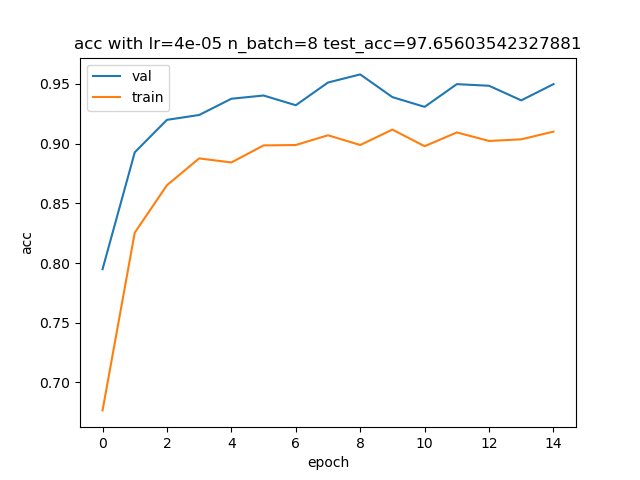 acc with lr=4e-05 n_batch=8 test_acc=97.65603542327881
val
train
acc
0.95
0.90
0.85
0.80
0.75
0.70
0 2 4 6 8 10 12 14
epoch